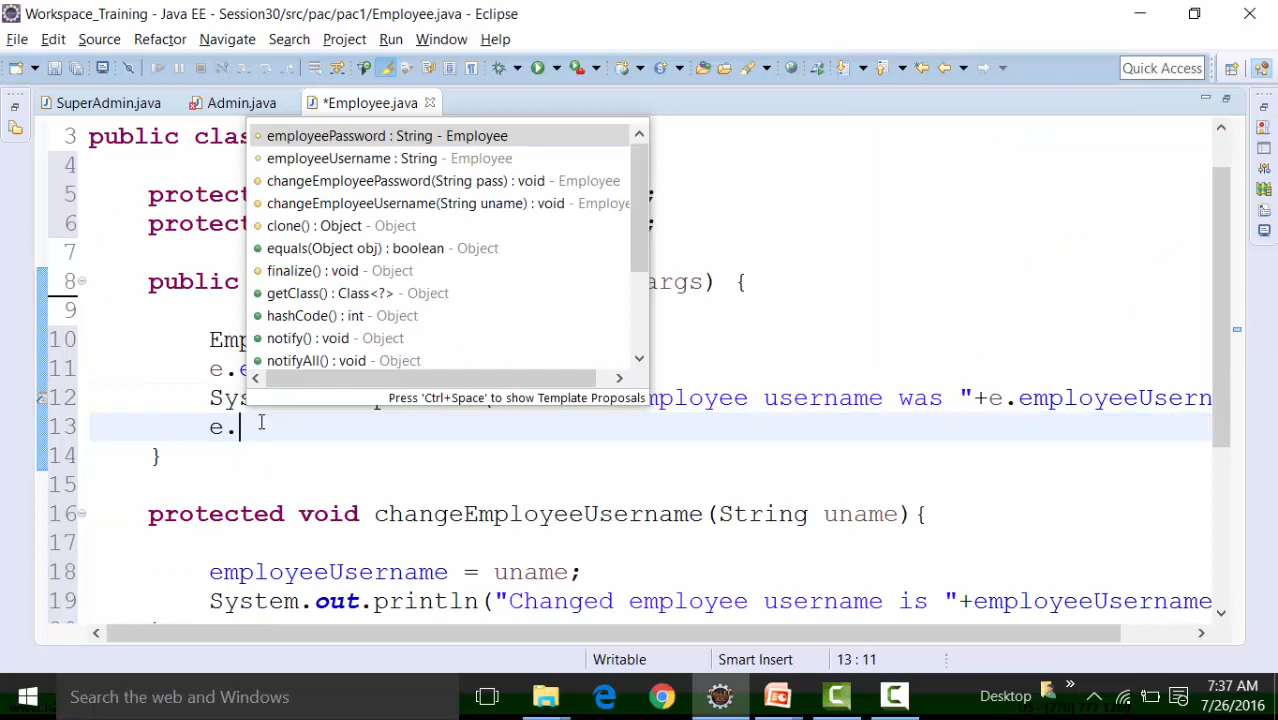 Workspace_Training - Java EE - Session30/src/pac/pac1/Employee.java - Eclipse
File Edit Source Refactor Navigate Search Project Run Window Help
Quick Access
SuperAdmin.java Admin.java *Employee.java
3 public clas
4
5 protect ;
6 protect ;
7
8 public args) {
9
10 Emp
11 e.e
12 Sys employee username was "+e.employeeUsern
13 e.
14 }
15
16 protected void changeEmployeeUsername(String uname){
17
18 employeeUsername = uname;
19 System.out.println("Changed employee username is "+employeeUsername
employeePassword : String - Employee
employeeUsername : String - Employee
changeEmployeePassword(String pass) : void - Employee
changeEmployeeUsername(String uname) : void - Employe
clone() : Object - Object
equals(Object obj) : boolean - Object
finalize() : void - Object
getClass() : Class<?> - Object
hashCode() : int - Object
notify() : void - Object
notifyAll() : void - Object
Press 'Ctrl+Space' to show Template Proposals
Writable Smart Insert 13 : 11
Search the web and Windows
Desktop
7:37 AM
7/26/2016